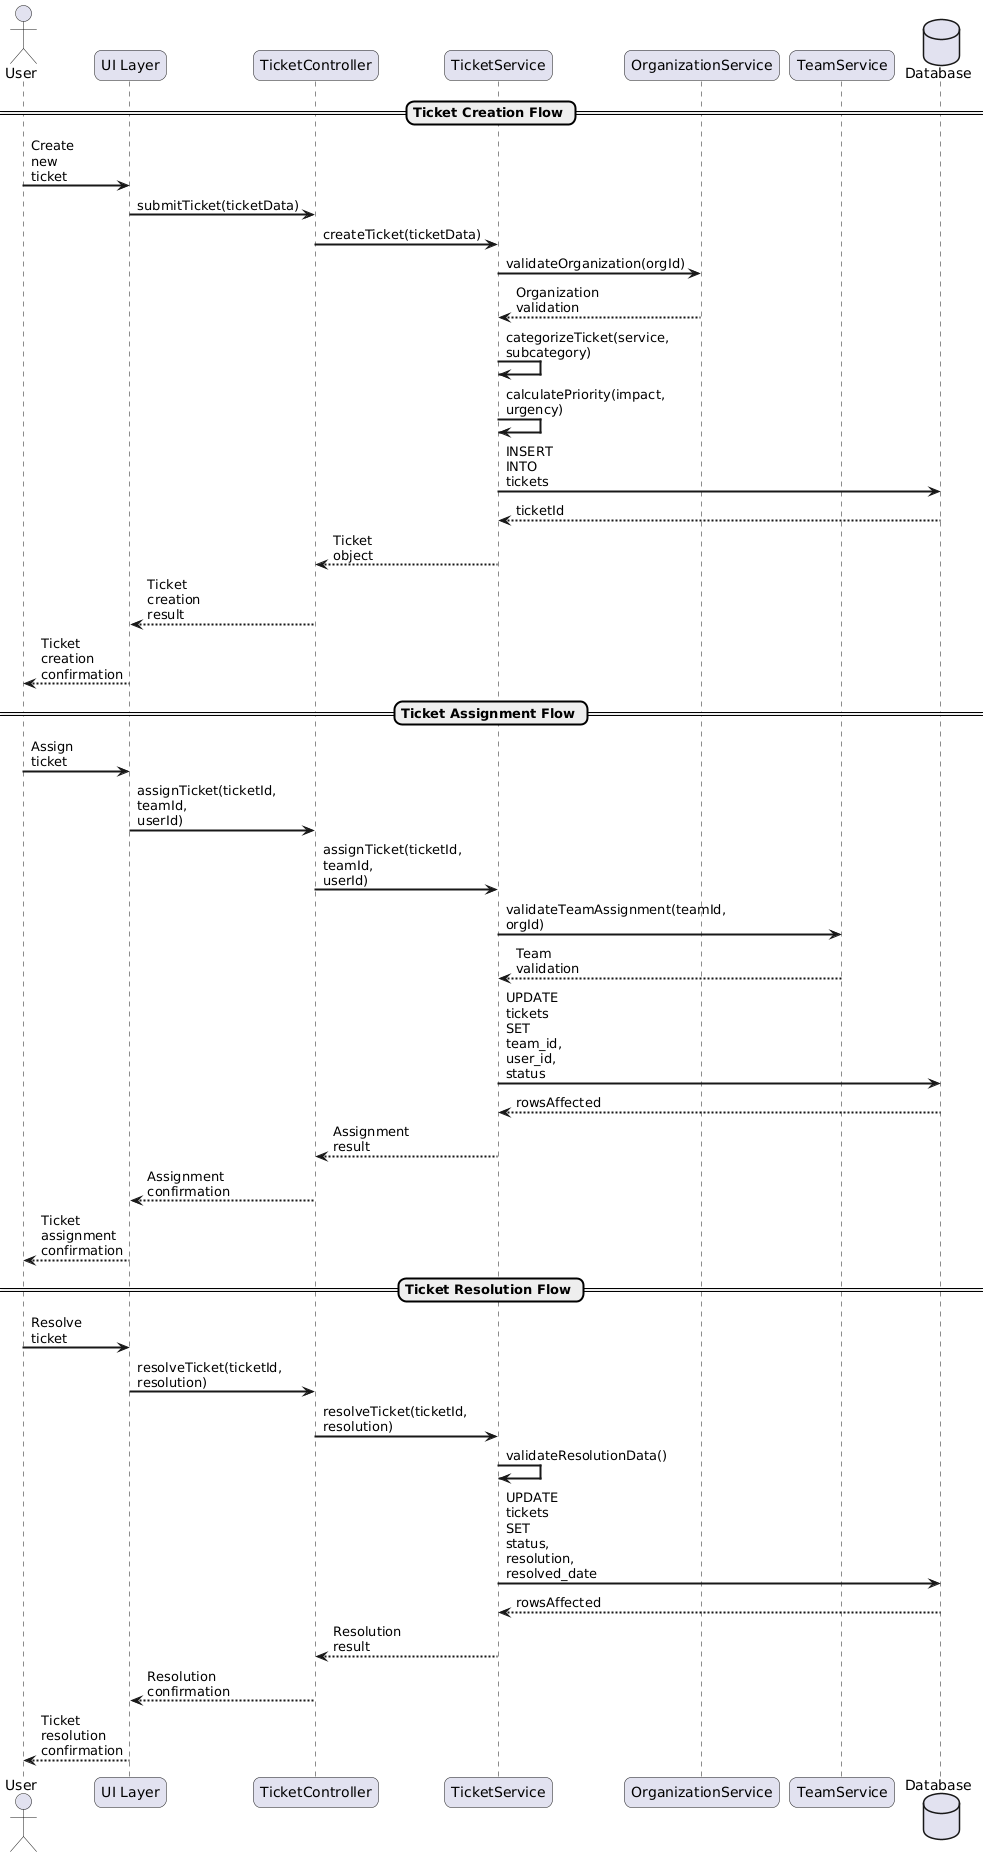 User
UI Layer
TicketController
TicketService
OrganizationService
TeamService
Database
Ticket Creation Flow
Create
new
ticket
submitTicket(ticketData)
createTicket(ticketData)
validateOrganization(orgId)
Organization
validation
categorizeTicket(service,
subcategory)
calculatePriority(impact,
urgency)
INSERT
INTO
tickets
ticketId
Ticket
object
Ticket
creation
result
Ticket
creation
confirmation
Ticket Assignment Flow
Assign
ticket
assignTicket(ticketId,
teamId,
userId)
assignTicket(ticketId,
teamId,
userId)
validateTeamAssignment(teamId,
orgId)
Team
validation
UPDATE
tickets
SET
team_id,
user_id,
status
rowsAffected
Assignment
result
Assignment
confirmation
Ticket
assignment
confirmation
Ticket Resolution Flow
Resolve
ticket
resolveTicket(ticketId,
resolution)
resolveTicket(ticketId,
resolution)
validateResolutionData()
UPDATE
tickets
SET
status,
resolution,
resolved_date
rowsAffected
Resolution
result
Resolution
confirmation
Ticket
resolution
confirmation
User
UI Layer
TicketController
TicketService
OrganizationService
TeamService
Database